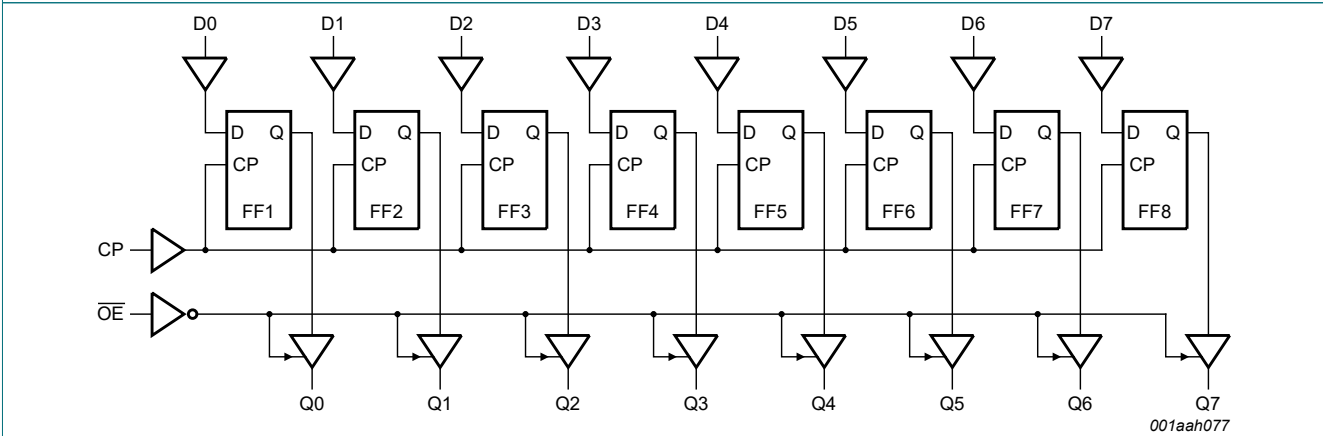 D0 D1 D2 D3 D4 D5 D6 D7
D Q D Q D Q D Q D Q D Q D Q D Q
CP CP CP CP CP CP CP CP
FF1 FF2 FF3 FF4 FF5 FF6 FF7 FF8
CP
O̅E̅
Q0 Q1 Q2 Q3 Q4 Q5 Q6 Q7
001aah077